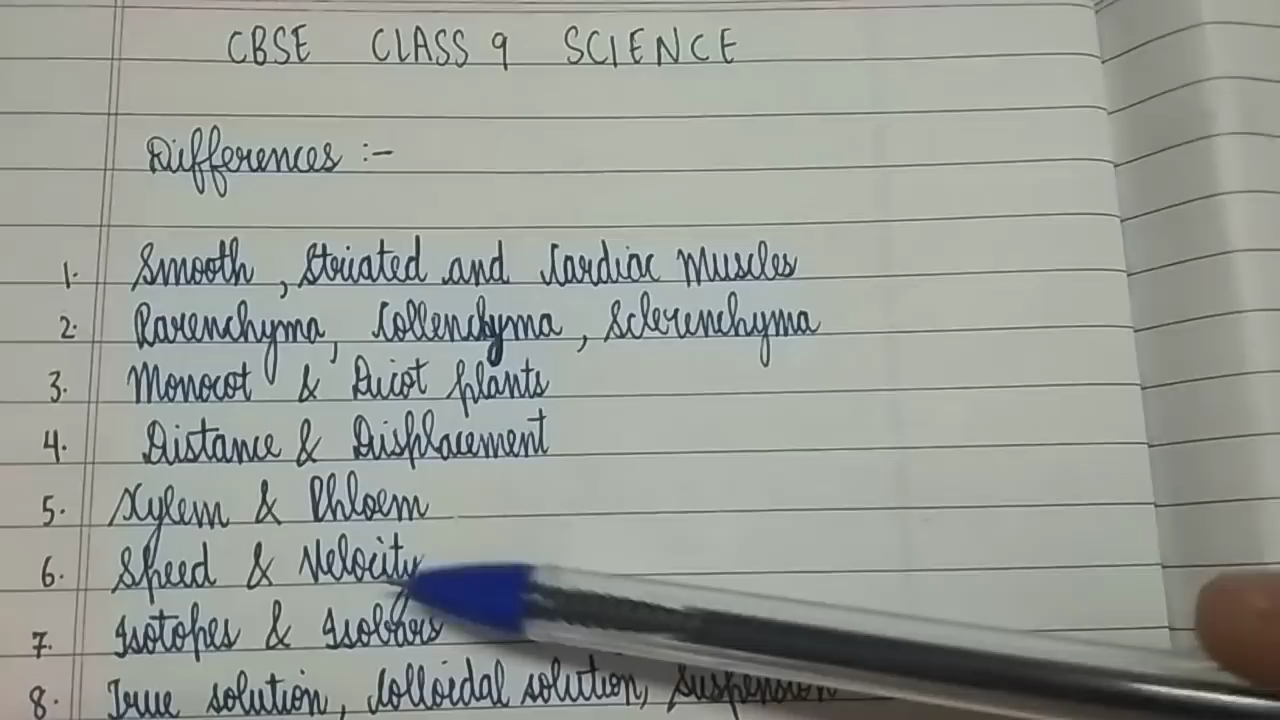 CBSE CLASS 9 SCIENCE
Differences :-
1. Smooth, Striated and Cardiac Muscles
2. Parenchyma, Collenchyma, Sclerenchyma
3. Monocot & Dicot plants
4. Distance & Displacement
5. Xylem & Phloem
6. Speed & Velocity
7. Isotopes & Isobars
8. True solution, Colloidal solution, Suspension